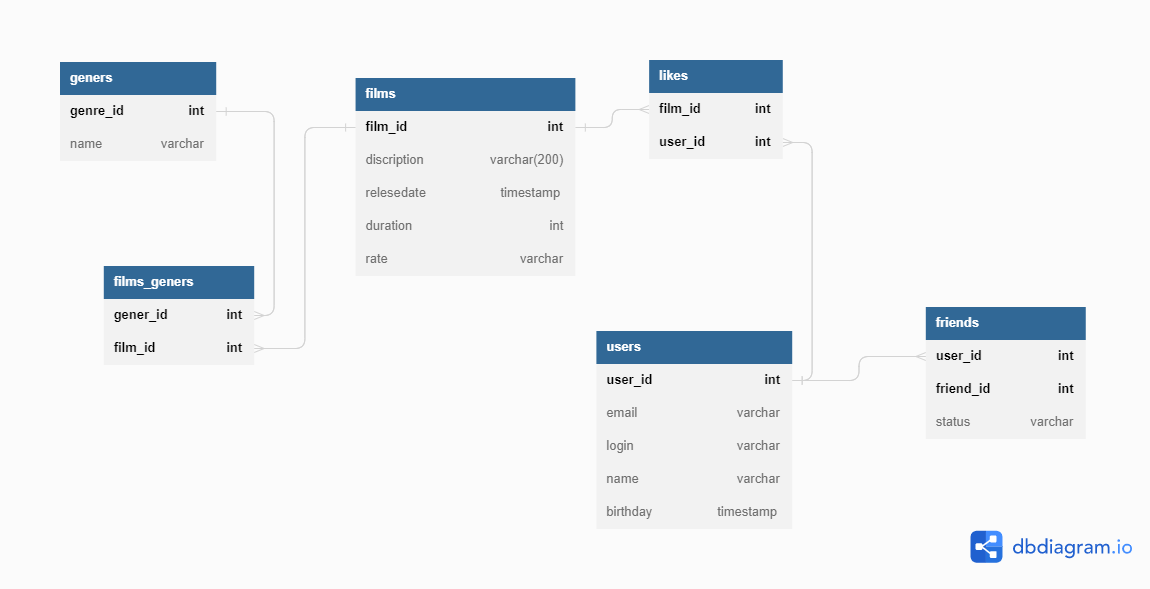 geners
genre_id int
name varchar
films
film_id int
discription varchar(200)
relesedate timestamp
duration int
rate varchar
likes
film_id int
user_id int
films_geners
gener_id int
film_id int
users
user_id int
email varchar
login varchar
name varchar
birthday timestamp
friends
user_id int
friend_id int
status varchar
dbdiagram.io